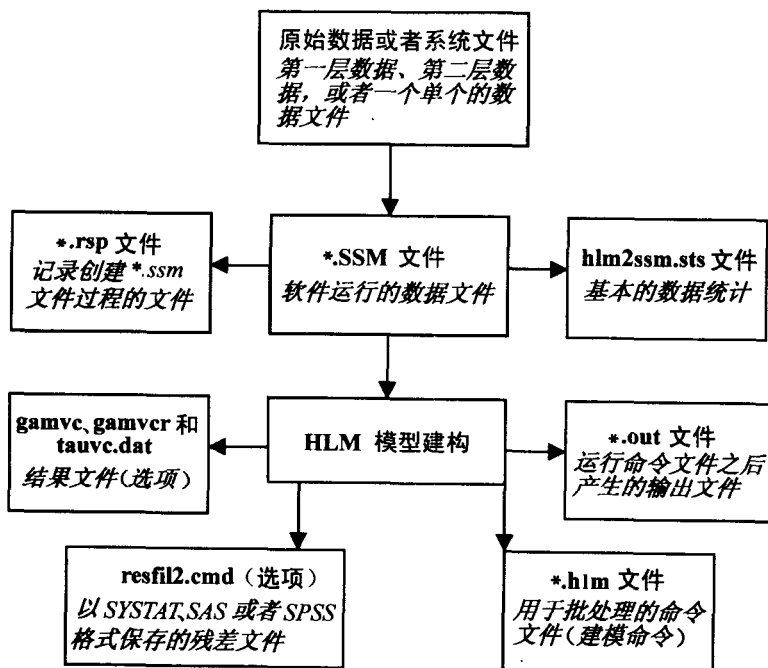 原始数据或者系统文件
第一层数据、第二层数
据，或者一个单个的数
据文件
*.rsp 文件
记录创建 *.ssm
文件过程的文件
*.SSM 文件
软件运行的数据文件
hlm2ssm.sts 文件
基本的数据统计
gamvc、gamvcr 和
tauvc.dat
结果文件（选项）
HLM 模型建构
*.out 文件
运行命令文件之后
产生的输出文件
resfil2.cmd（选项）
以 SYSTAT、SAS 或者 SPSS
格式保存的残差文件
*.hlm 文件
用于批处理的命令
文件（建模命令）